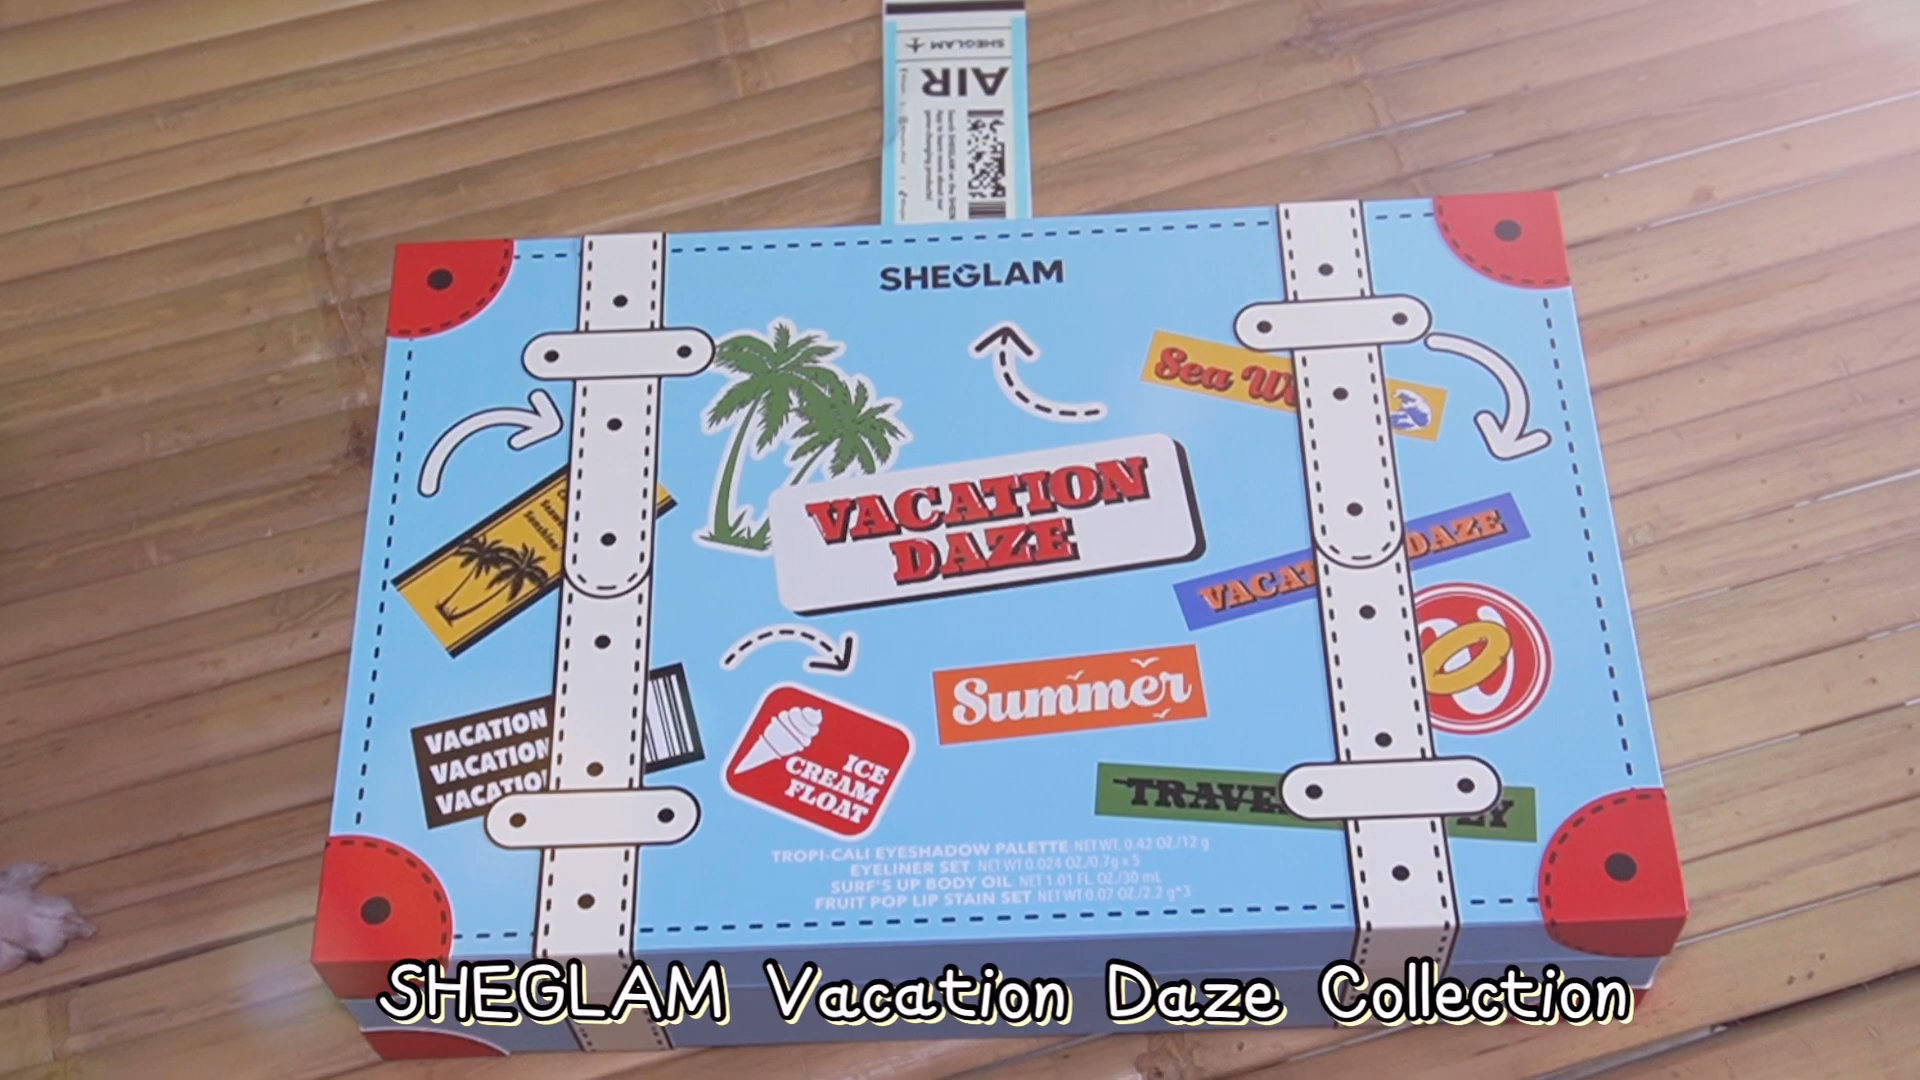 SHEGLAM
AIR
SHEGLAM
Sea W
VACATION
DAZE
Sunshine!
VACAT DAZE
Summer
VACATION
VACATION
VACATIO
ICE
CREAM
FLOAT
TRAVE LY
TROPI-CALI EYESHADOW PALETTE NET WT. 0.42 OZ./12 g
EYELINER SET NET WT 0.024 OZ./0.7g x 5
SURF'S UP BODY OIL NET 1.01 FL OZ./30 mL
FRUIT POP LIP STAIN SET NET WT 0.07 OZ./2.2 g*3
SHEGLAM Vacation Daze Collection